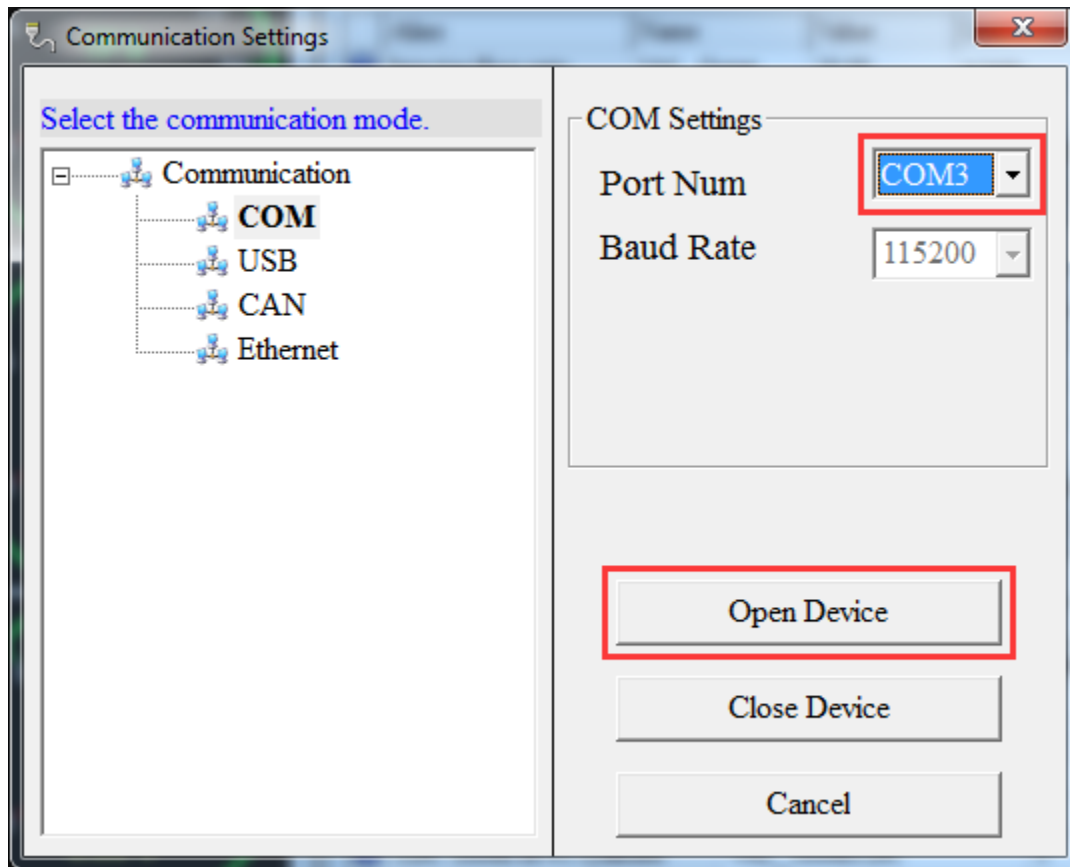 Communication Settings
Select the communication mode.
Communication
COM
USB
CAN
Ethernet
COM Settings
Port Num
COM3
Baud Rate
115200
Open Device
Close Device
Cancel